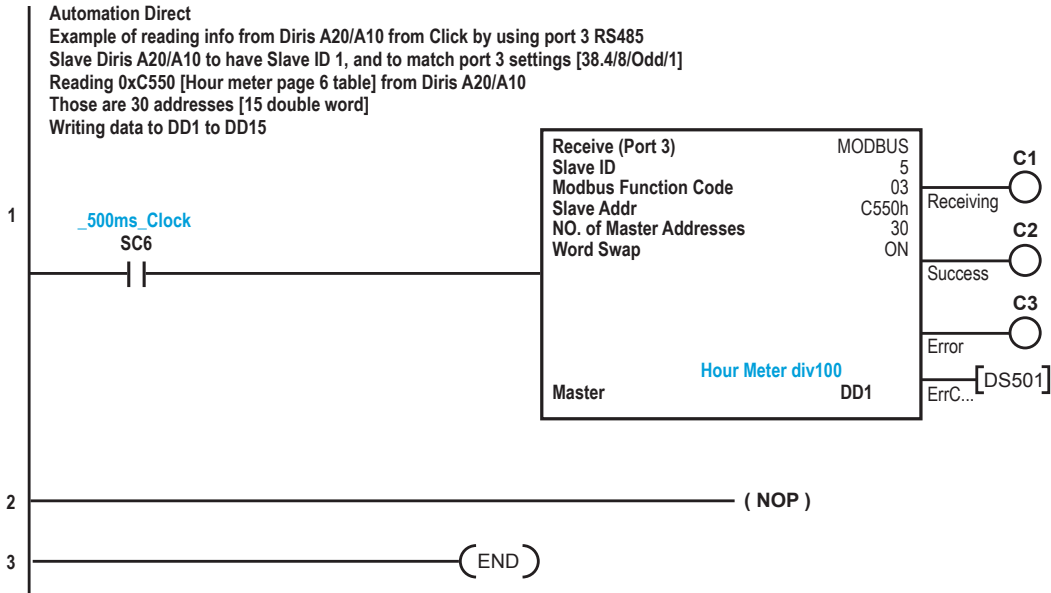 Automation Direct
Example of reading info from Diris A20/A10 from Click by using port 3 RS485
Slave Diris A20/A10 to have Slave ID 1, and to match port 3 settings [38.4/8/Odd/1]
Reading 0xC550 [Hour meter page 6 table] from Diris A20/A10
Those are 30 addresses [15 double word]
Writing data to DD1 to DD15
1
_500ms_Clock
SC6
Receive (Port 3) MODBUS
Slave ID 5
Modbus Function Code 03
Slave Addr C550h
NO. of Master Addresses 30
Word Swap ON
Hour Meter div100
Master DD1
C1
Receiving
C2
Success
C3
Error
ErrC... DS501
2 ( NOP )
3 END